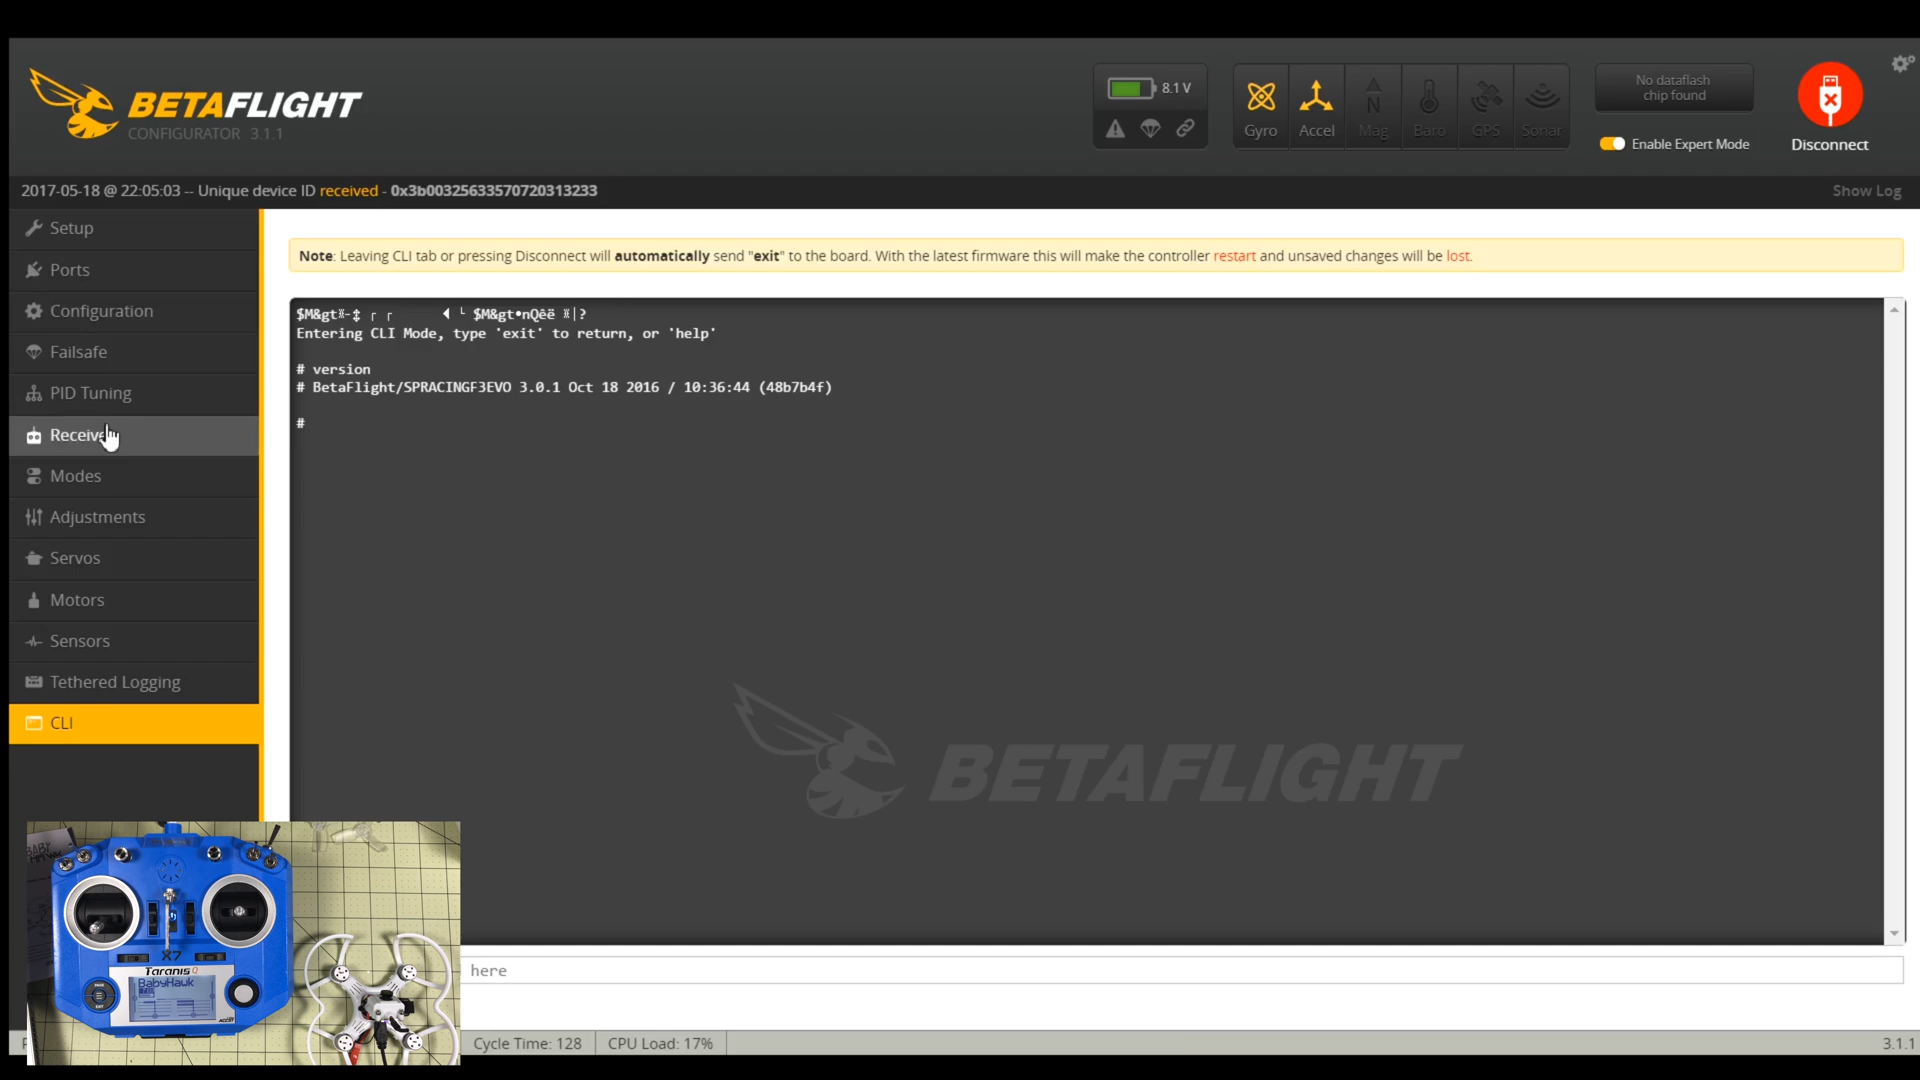 BETAFLIGHT
CONFIGURATOR 3.1.1
8.1 V
Gyro
Accel
Mag
Baro
GPS
Sonar
No dataflash
chip found
Enable Expert Mode
Disconnect
2017-05-18 @ 22:05:03 -- Unique device ID received - 0x3b00325633570720313233
Show Log
Setup
Ports
Configuration
Failsafe
PID Tuning
Receiv
Modes
Adjustments
Servos
Motors
Sensors
Tethered Logging
CLI
Note: Leaving CLI tab or pressing Disconnect will automatically send "exit" to the board. With the latest firmware this will make the controller restart and unsaved changes will be lost.
Entering CLI Mode, type 'exit' to return, or 'help'
# version
# BetaFlight/SPRACINGF3EVO 3.0.1 Oct 18 2016 / 10:36:44 (48b7b4f)
#
BETAFLIGHT
here
X7
Taranis Q
BabyHawk
Cycle Time: 128
CPU Load: 17%
3.1.1